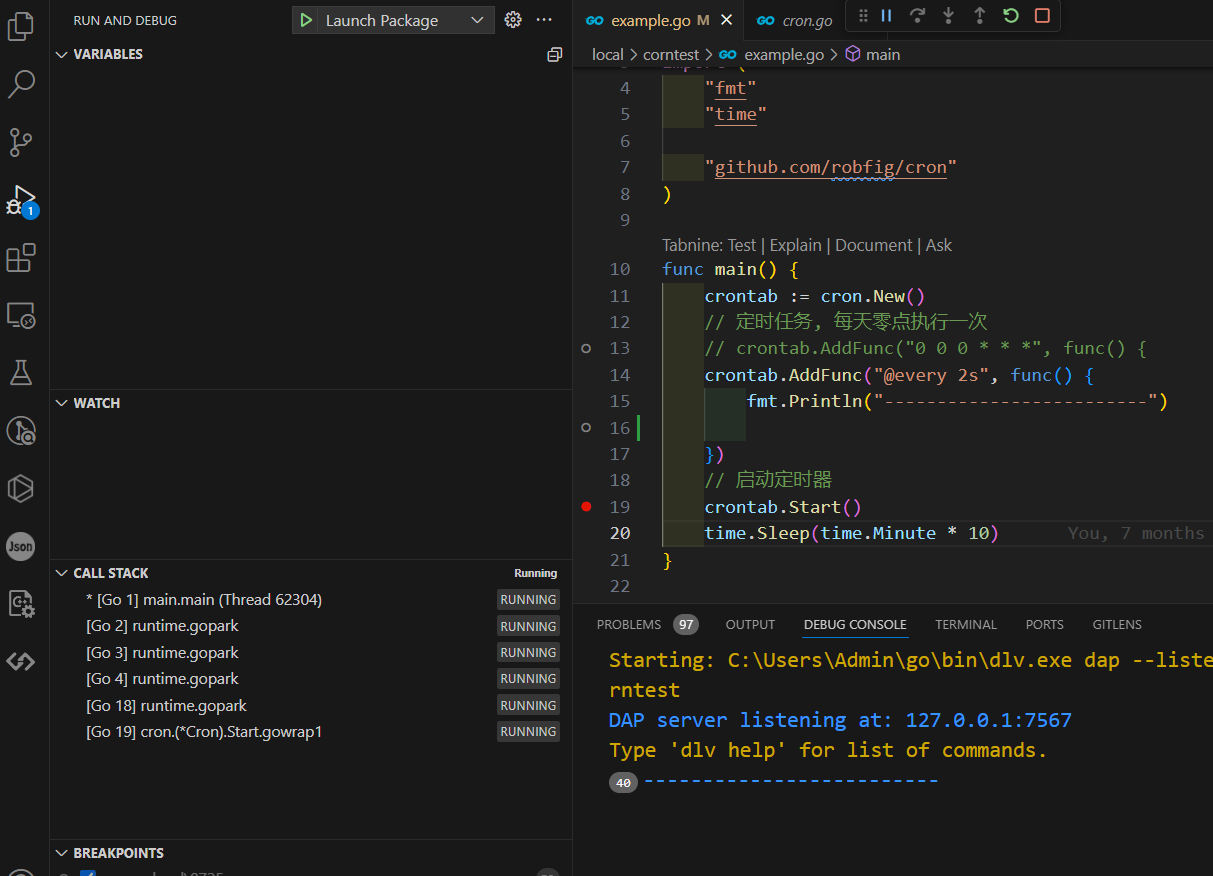 RUN AND DEBUG
Launch Package
VARIABLES
WATCH
CALL STACK
Running
* [Go 1] main.main (Thread 62304)
RUNNING
[Go 2] runtime.gopark
RUNNING
[Go 3] runtime.gopark
RUNNING
[Go 4] runtime.gopark
RUNNING
[Go 18] runtime.gopark
RUNNING
[Go 19] cron.(*Cron).Start.gowrap1
RUNNING
BREAKPOINTS
1
Json
GO example.go M
GO cron.go
local > corntest > GO example.go > main
4 "fmt"
5 "time"
6
7 "github.com/robfig/cron"
8 )
9
Tabnine: Test | Explain | Document | Ask
10 func main() {
11 crontab := cron.New()
12 // 定时任务, 每天零点执行一次
13 // crontab.AddFunc("0 0 0 * * *", func() {
14 crontab.AddFunc("@every 2s", func() {
15 fmt.Println("-------------------------")
16
17 })
18 // 启动定时器
19 crontab.Start()
20 time.Sleep(time.Minute * 10) You, 7 months
21 }
22
PROBLEMS 97 OUTPUT DEBUG CONSOLE TERMINAL PORTS GITLENS
Starting: C:\Users\Admin\go\bin\dlv.exe dap --liste
rntest
DAP server listening at: 127.0.0.1:7567
Type 'dlv help' for list of commands.
40 -------------------------